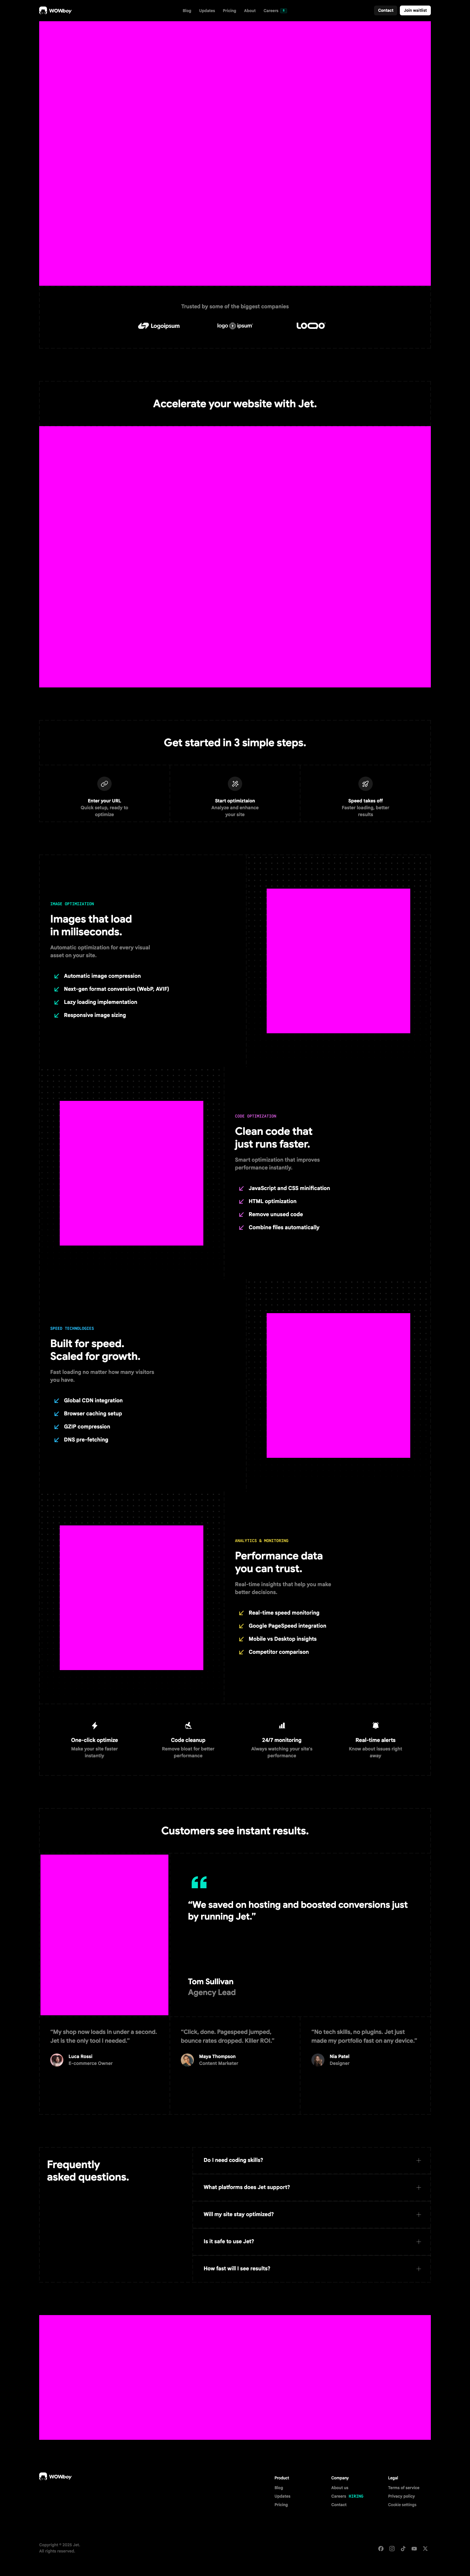 WOWboy
Blog
Updates
Pricing
About
Careers
Contact
Join waitlist
Trusted by some of the biggest companies
Logoipsum
logo ipsum
LOGO
Accelerate your website with Jet.
Get started in 3 simple steps.
Enter your URL
Quick setup, ready to
optimize
Start optimiztaion
Analyze and enhance
your site
Speed takes off
Faster loading, better
results
IMAGE OPTIMIZATION
Images that load
in miliseconds.
Automatic optimization for every visual
asset on your site.
Automatic image compression
Next-gen format conversion (WebP, AVIF)
Lazy loading implementation
Responsive image sizing
CODE OPTIMIZATION
Clean code that
just runs faster.
Smart optimization that improves
performance instantly.
JavaScript and CSS minification
HTML optimization
Remove unused code
Combine files automatically
SPEED TECHNOLOGIES
Built for speed.
Scaled for growth.
Fast loading no matter how many visitors
you have.
Global CDN integration
Browser caching setup
GZIP compression
DNS pre-fetching
ANALYTICS & MONITORING
Performance data
you can trust.
Real-time insights that help you make
better decisions.
Real-time speed monitoring
Google PageSpeed integration
Mobile vs Desktop insights
Competitor comparison
One-click optimize
Make your site faster
instantly
Code cleanup
Remove bloat for better
performance
24/7 monitoring
Always watching your site's
performance
Real-time alerts
Know about issues right
away
Customers see instant results.
“We saved on hosting and boosted conversions just
by running Jet.”
Tom Sullivan
Agency Lead
“My shop now loads in under a second.
Jet is the only tool I needed.”
Luca Rossi
E-commerce Owner
“Click, done. Pagespeed jumped,
bounce rates dropped. Killer ROI.”
Maya Thompson
Content Marketer
“No tech skills, no plugins. Jet just
made my portfolio fast on any device.”
Nia Patel
Designer
Frequently
asked questions.
Do I need coding skills?
What platforms does Jet support?
Will my site stay optimized?
Is it safe to use Jet?
How fast will I see results?
WOWboy
Product
Blog
Updates
Pricing
Company
About us
Careers HIRING
Contact
Legal
Terms of service
Privacy policy
Cookie settings
Copyright © 2025 Jet.
All rights reserved.